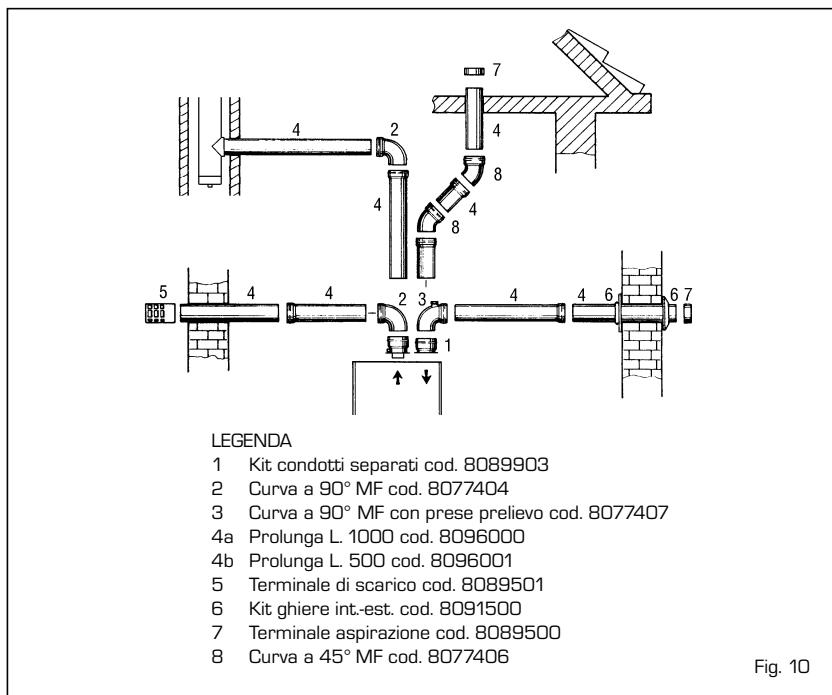 7
4
2
4
8
4
4
8
5
4
4
2
3
4
4
6
6
7
1
LEGENDA
1 Kit condotti separati cod. 8089903
2 Curva a 90° MF cod. 8077404
3 Curva a 90° MF con prese prelievo cod. 8077407
4a Prolunga L. 1000 cod. 8096000
4b Prolunga L. 500 cod. 8096001
5 Terminale di scarico cod. 8089501
6 Kit ghiere int.-est. cod. 8091500
7 Terminale aspirazione cod. 8089500
8 Curva a 45° MF cod. 8077406
Fig. 10